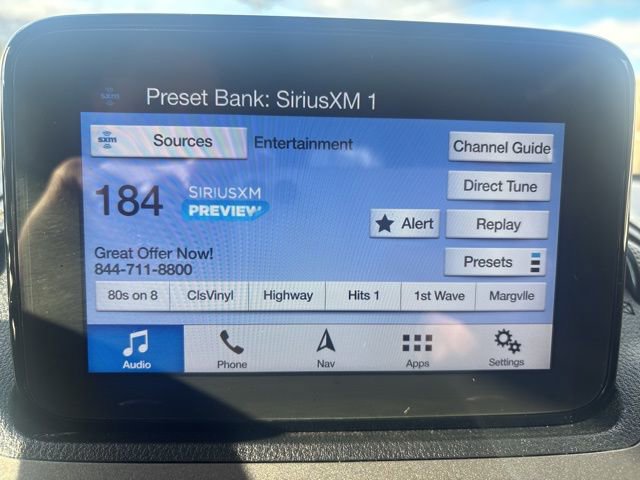 sxm Preset Bank: SiriusXM 1
sxm Sources Entertainment Channel Guide
184 SIRIUSXM PREVIEW
Direct Tune
Alert Replay
Great Offer Now!
844-711-8800
Presets
80s on 8 ClsVinyl Highway Hits 1 1st Wave Margvlle
Audio Phone Nav Apps Settings